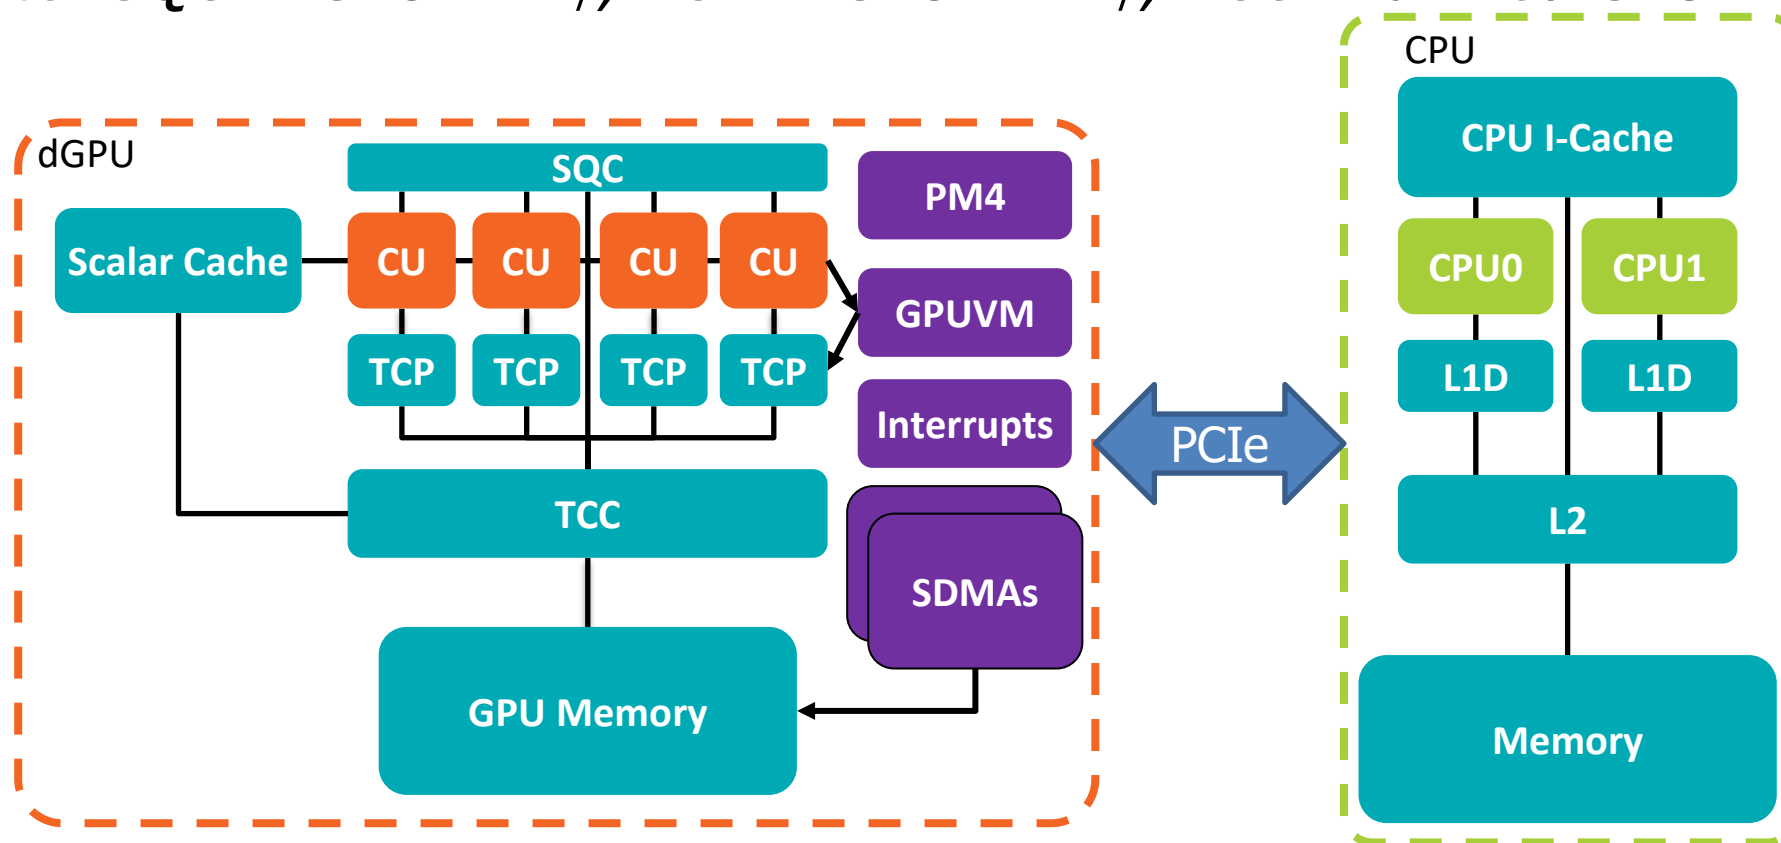 CPU
CPU I-Cache
dGPU
SQC
PM4
Scalar Cache
CU CU CU CU
CPU0 CPU1
GPUVM
TCP TCP TCP TCP
L1D L1D
Interrupts
PCIe
TCC
L2
SDMAs
GPU Memory
Memory